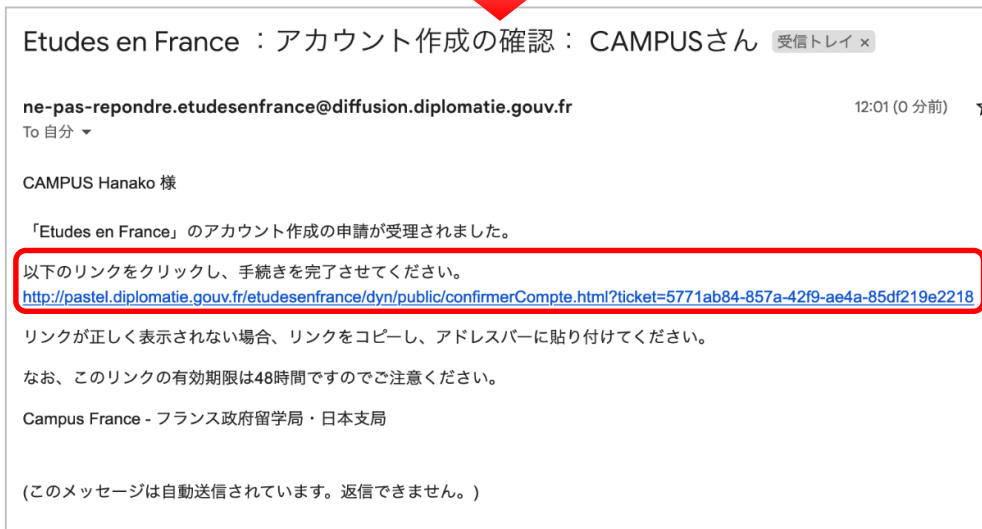 Etudes en France ：アカウント作成の確認： CAMPUSさん 受信トレイ ×
ne-pas-repondre.etudesenfrance@diffusion.diplomatie.gouv.fr 12:01 (0 分前)
To 自分
CAMPUS Hanako 様
「Etudes en France」のアカウント作成の申請が受理されました。
以下のリンクをクリックし、手続きを完了させてください。
http://pastel.diplomatie.gouv.fr/etudesenfrance/dyn/public/confirmerCompte.html?ticket=5771ab84-857a-42f9-ae4a-85df219e2218
リンクが正しく表示されない場合、リンクをコピーし、アドレスバーに貼り付けてください。
なお、このリンクの有効期限は48時間ですのでご注意ください。
Campus France - フランス政府留学局・日本支局
(このメッセージは自動送信されています。返信できません。)